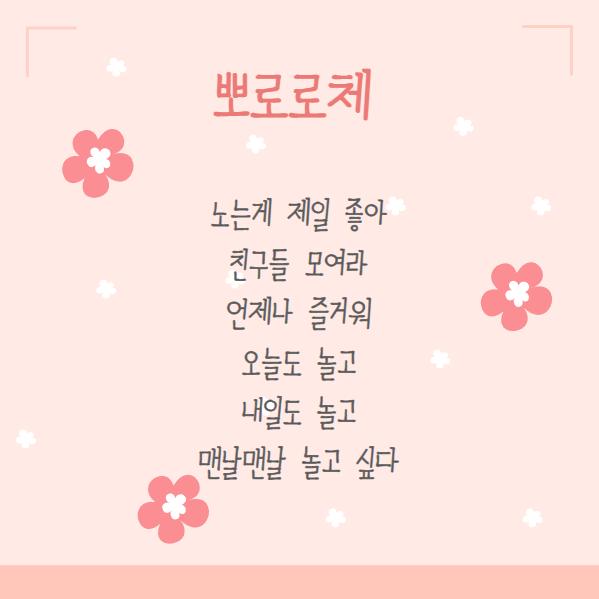 뽀로로체
노는게 제일 좋아
친구들 모여라
언제나 즐거워
오늘도 놀고
내일도 놀고
맨날맨날 놀고 싶다